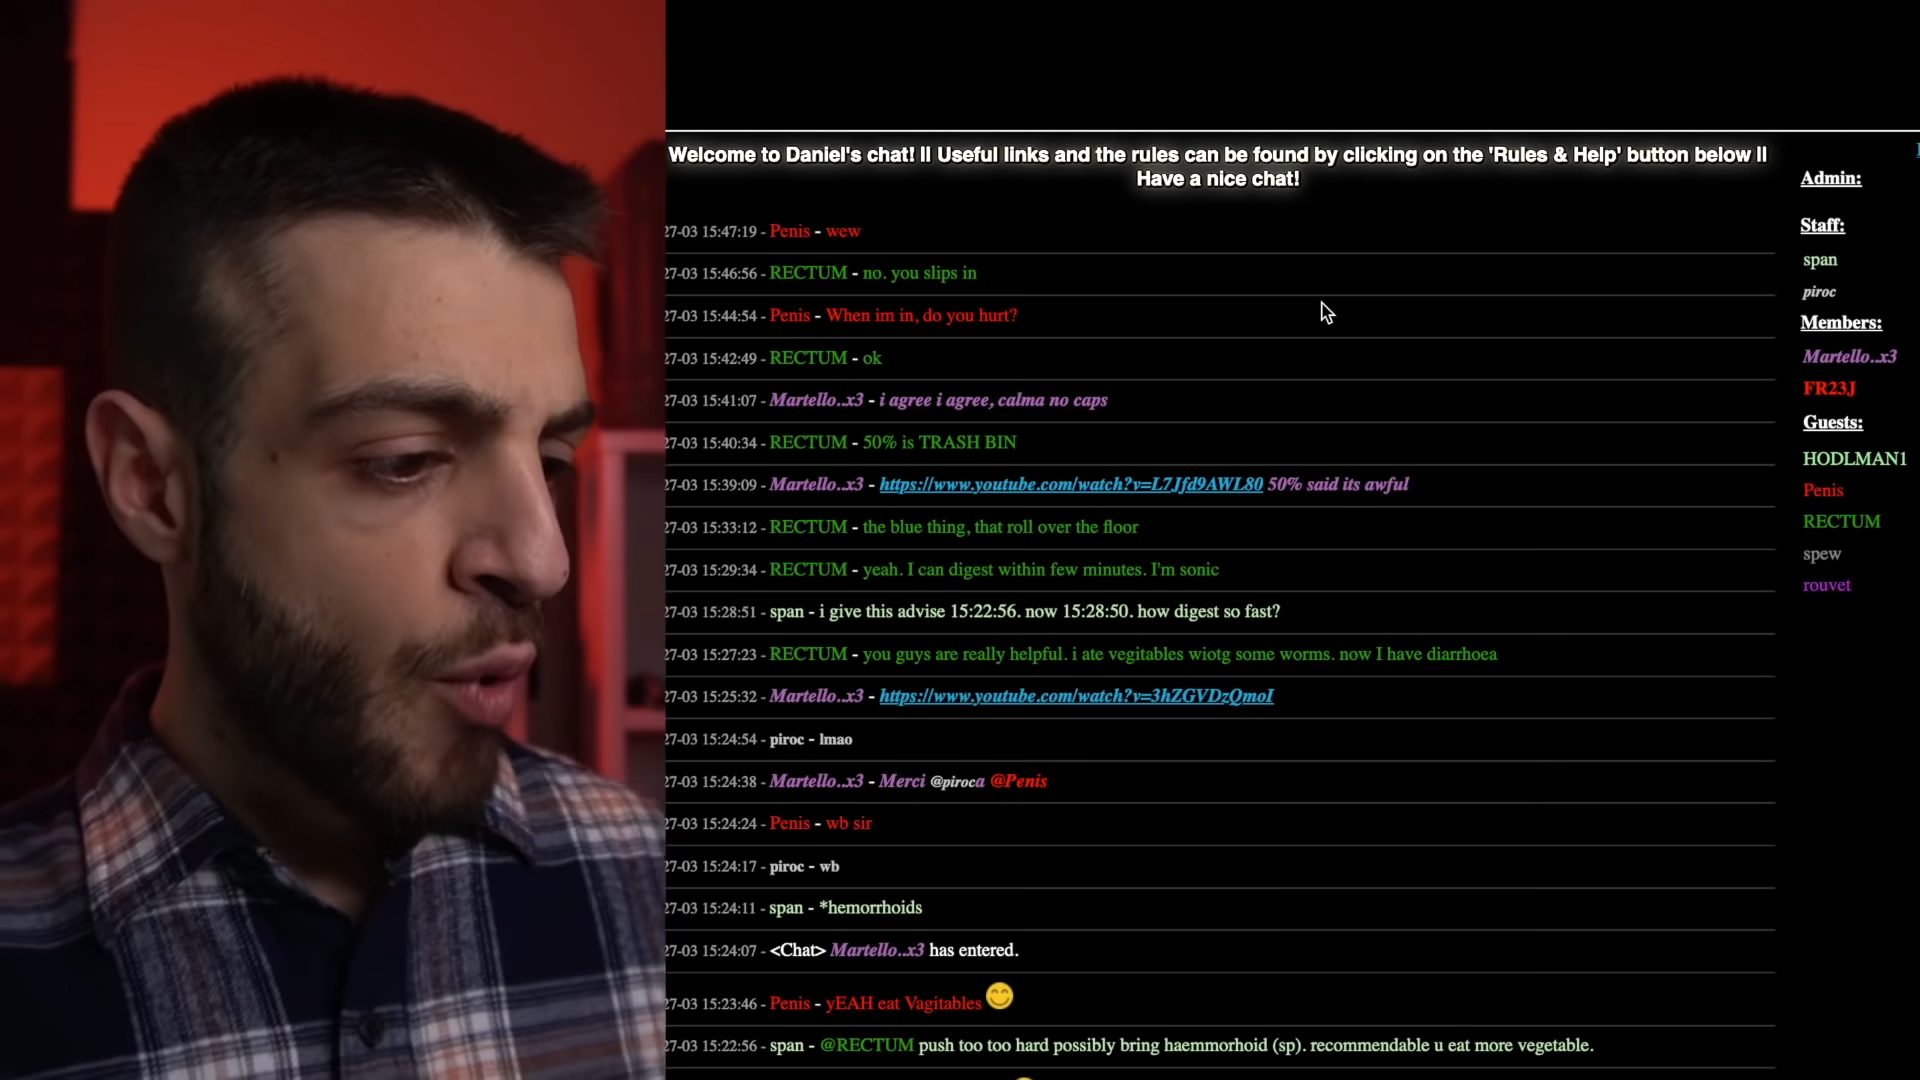 Welcome to Daniel's chat! || Useful links and the rules can be found by clicking on the 'Rules & Help' button below ||
Have a nice chat!
27-03 15:47:19 - Penis - wew
27-03 15:46:56 - RECTUM - no. you slips in
27-03 15:44:54 - Penis - When im in, do you hurt?
27-03 15:42:49 - RECTUM - ok
27-03 15:41:07 - Martello..x3 - i agree i agree, calma no caps
27-03 15:40:34 - RECTUM - 50% is TRASH BIN
27-03 15:39:09 - Martello..x3 - https://www.youtube.com/watch?v=L7Jfd9AWL80 50% said its awful
27-03 15:33:12 - RECTUM - the blue thing, that roll over the floor
27-03 15:29:34 - RECTUM - yeah. I can digest within few minutes. I'm sonic
27-03 15:28:51 - span - i give this advise 15:22:56. now 15:28:50. how digest so fast?
27-03 15:27:23 - RECTUM - you guys are really helpful. i ate vegitables wiotg some worms. now I have diarrhoea
27-03 15:25:32 - Martello..x3 - https://www.youtube.com/watch?v=3hZGVDzQmoI
27-03 15:24:54 - piroc - lmao
27-03 15:24:38 - Martello..x3 - Merci @piroca @Penis
27-03 15:24:24 - Penis - wb sir
27-03 15:24:17 - piroc - wb
27-03 15:24:11 - span - *hemorrhoids
27-03 15:24:07 - <Chat> Martello..x3 has entered.
27-03 15:23:46 - Penis - yEAH eat Vagitables
27-03 15:22:56 - span - @RECTUM push too too hard possibly bring haemmorhoid (sp). recommendable u eat more vegetable.
Admin:
Staff:
span
piroc
Members:
Martello..x3
FR23J
Guests:
HODLMAN1
Penis
RECTUM
spew
rouvet